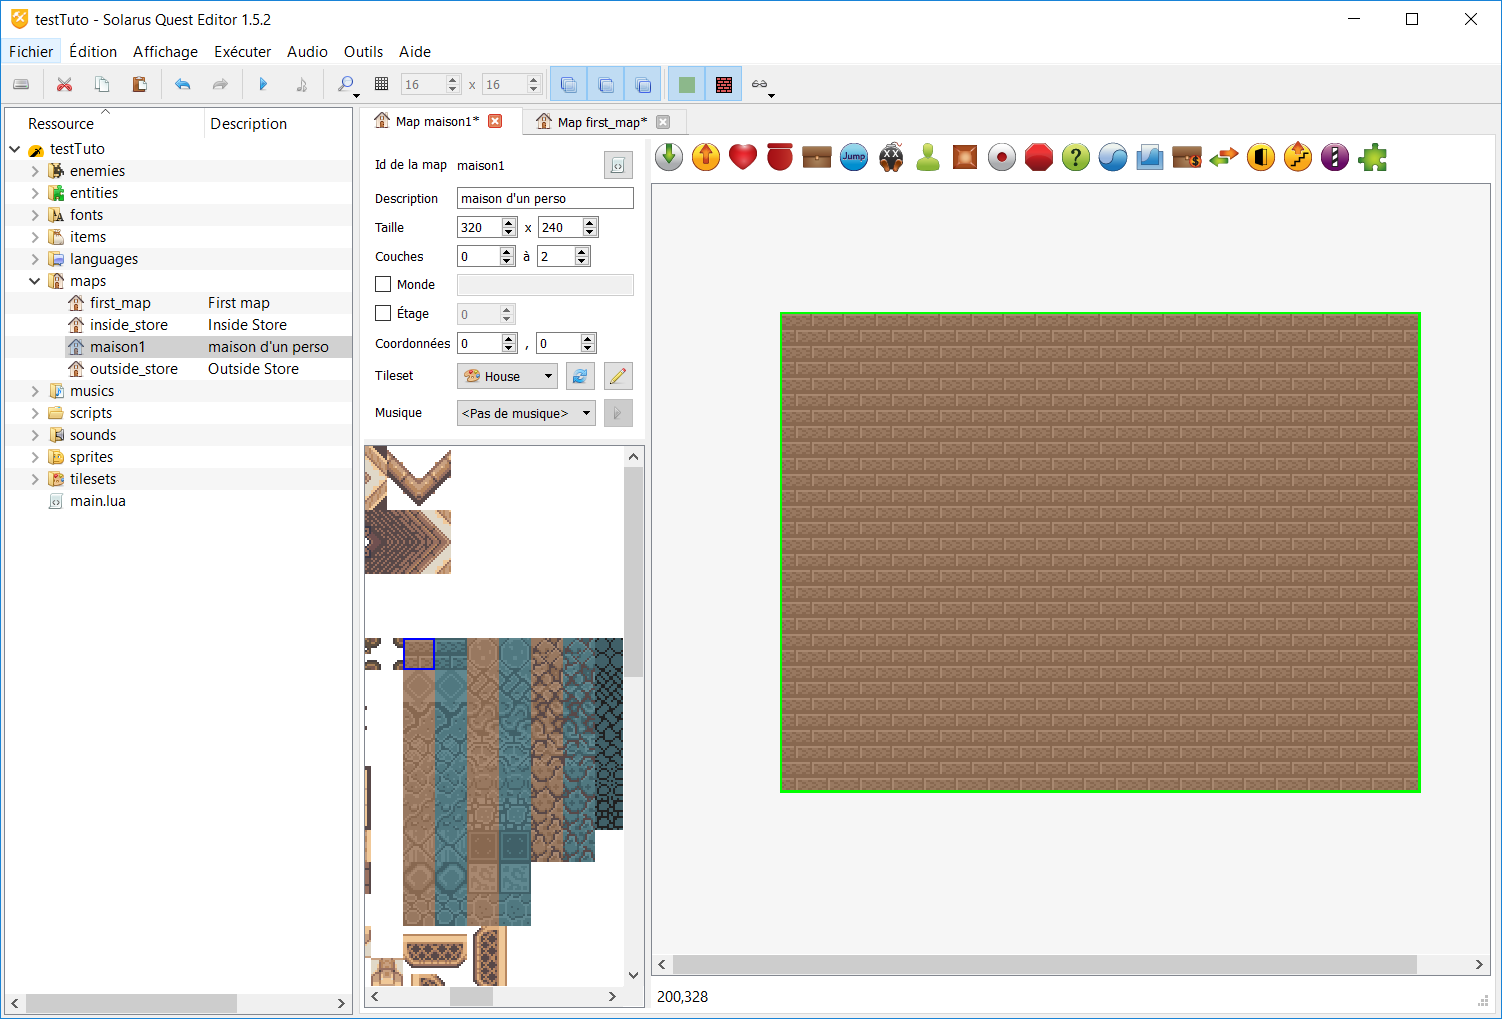 testTuto - Solarus Quest Editor 1.5.2
Fichier Édition Affichage Exécuter Audio Outils Aide
16 x 16
Ressource Description
testTuto
enemies
entities
fonts
items
languages
maps
first_map First map
inside_store Inside Store
maison1 maison d'un perso
outside_store Outside Store
musics
scripts
sounds
sprites
tilesets
main.lua
Map maison1* Map first_map*
Id de la map maison1
Description maison d'un perso
Taille 320 x 240
Couches 0 à 2
Monde
Étage 0
Coordonnées 0 , 0
Tileset House
Musique <Pas de musique>
Jump
?
$
200,328